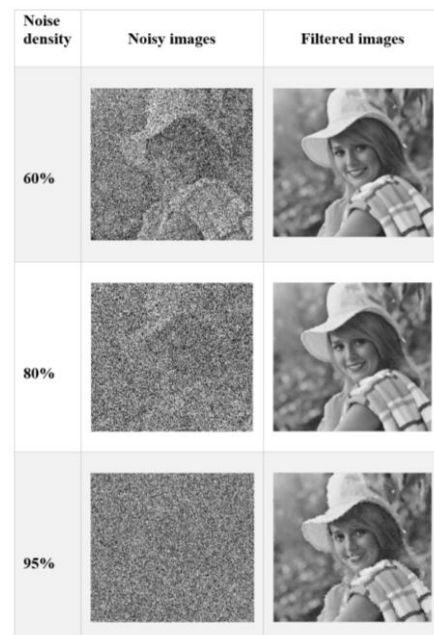 Noise
density
Noisy images
Filtered images
60%
80%
95%